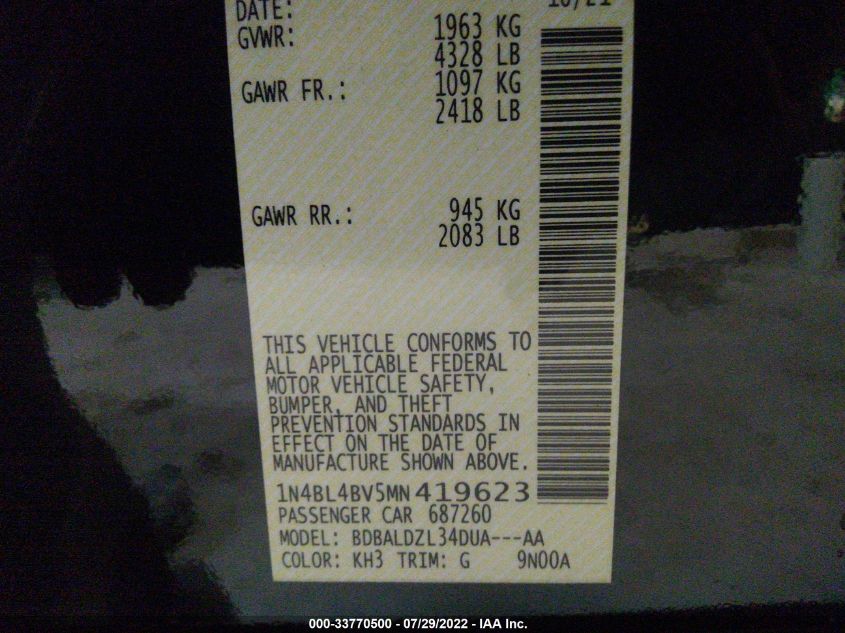 DATE: 10/21
GVWR: 1963 KG
4328 LB
GAWR FR.: 1097 KG
2418 LB
GAWR RR.: 945 KG
2083 LB
THIS VEHICLE CONFORMS TO
ALL APPLICABLE FEDERAL
MOTOR VEHICLE SAFETY,
BUMPER, AND THEFT
PREVENTION STANDARDS IN
EFFECT ON THE DATE OF
MANUFACTURE SHOWN ABOVE.
1N4BL4BV5MN419623
PASSENGER CAR 687260
MODEL: BDBALDZL34DUA---AA
COLOR: KH3 TRIM: G 9N00A
000-33770500 - 07/29/2022 - IAA Inc.